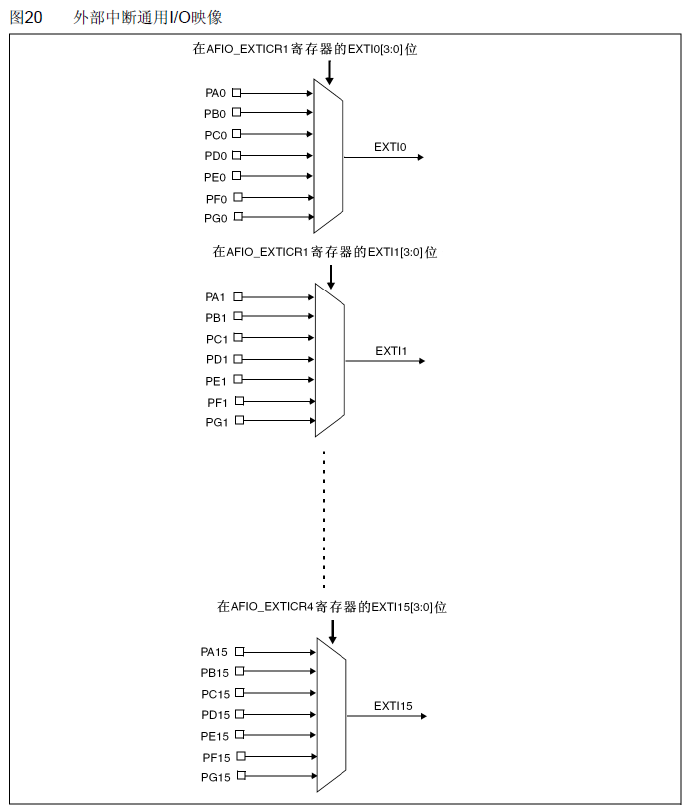 图20 外部中断通用I/O映像
在AFIO_EXTICR1寄存器的EXTI0[3:0]位
PA0
PB0
PC0
PD0
PE0
PF0
PG0
EXTI0
在AFIO_EXTICR1寄存器的EXTI1[3:0]位
PA1
PB1
PC1
PD1
PE1
PF1
PG1
EXTI1
在AFIO_EXTICR4寄存器的EXTI15[3:0]位
PA15
PB15
PC15
PD15
PE15
PF15
PG15
EXTI15